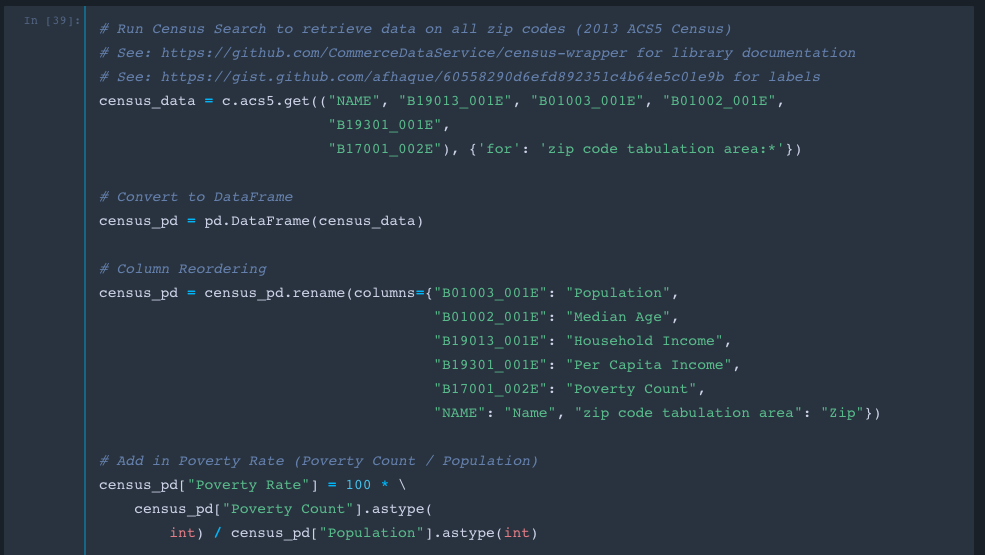 In [39]:
# Run Census Search to retrieve data on all zip codes (2013 ACS5 Census)
# See: https://github.com/CommerceDataService/census-wrapper for library documentation
# See: https://gist.github.com/afhaque/60558290d6efd892351c4b64e5c01e9b for labels
census_data = c.acs5.get(("NAME", "B19013_001E", "B01003_001E", "B01002_001E",
"B19301_001E",
"B17001_002E"), {'for': 'zip code tabulation area:*'})
# Convert to DataFrame
census_pd = pd.DataFrame(census_data)
# Column Reordering
census_pd = census_pd.rename(columns={"B01003_001E": "Population",
"B01002_001E": "Median Age",
"B19013_001E": "Household Income",
"B19301_001E": "Per Capita Income",
"B17001_002E": "Poverty Count",
"NAME": "Name", "zip code tabulation area": "Zip"})
# Add in Poverty Rate (Poverty Count / Population)
census_pd["Poverty Rate"] = 100 * \
census_pd["Poverty Count"].astype(
int) / census_pd["Population"].astype(int)